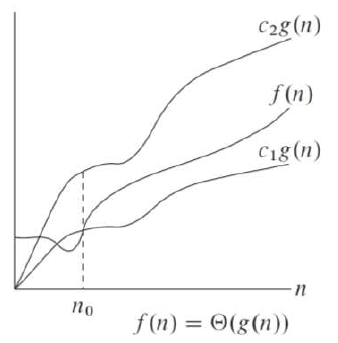 c₂g(n)
f(n)
c₁g(n)
n
n₀
f(n) = Θ(g(n))